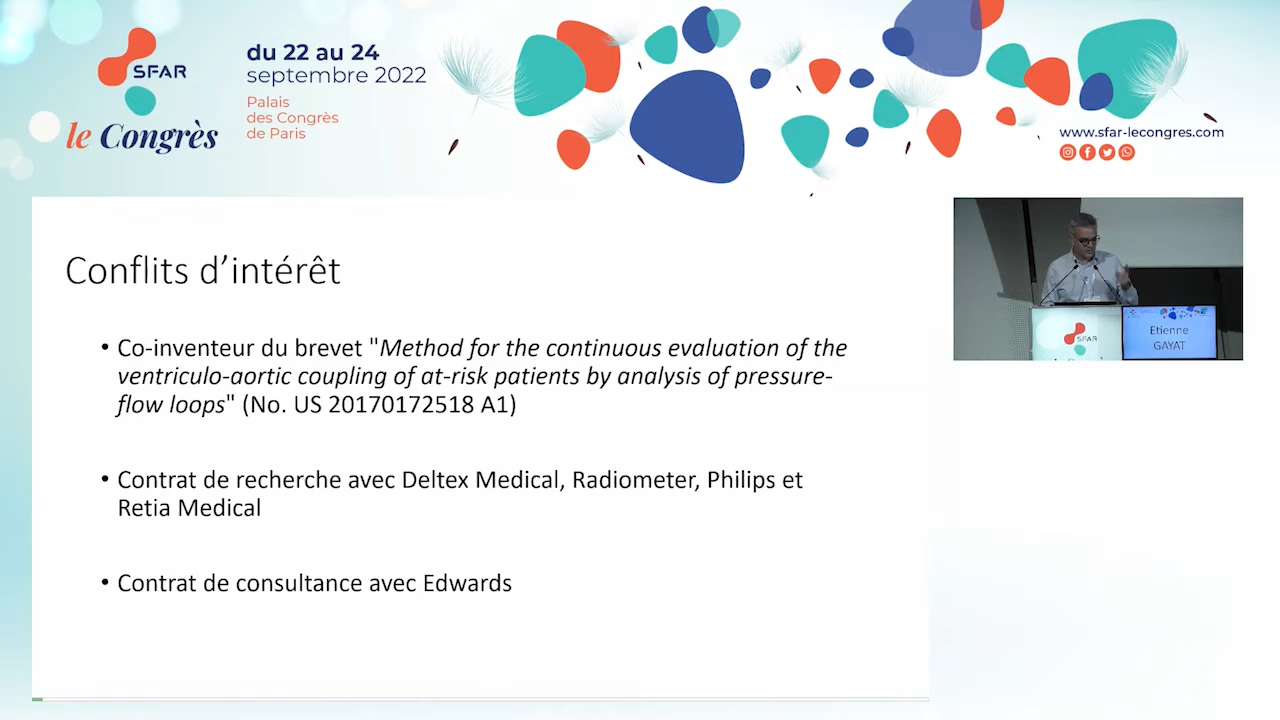 SFAR
le Congrès
du 22 au 24
septembre 2022
Palais
des Congrès
de Paris
www.sfar-lecongres.com
Conflits d’intérêt
• Co-inventeur du brevet "Method for the continuous evaluation of the
ventriculo-aortic coupling of at-risk patients by analysis of pressure-
flow loops" (No. US 20170172518 A1)
• Contrat de recherche avec Deltex Medical, Radiometer, Philips et
Retia Medical
• Contrat de consultance avec Edwards
SFAR
Etienne
GAYAT